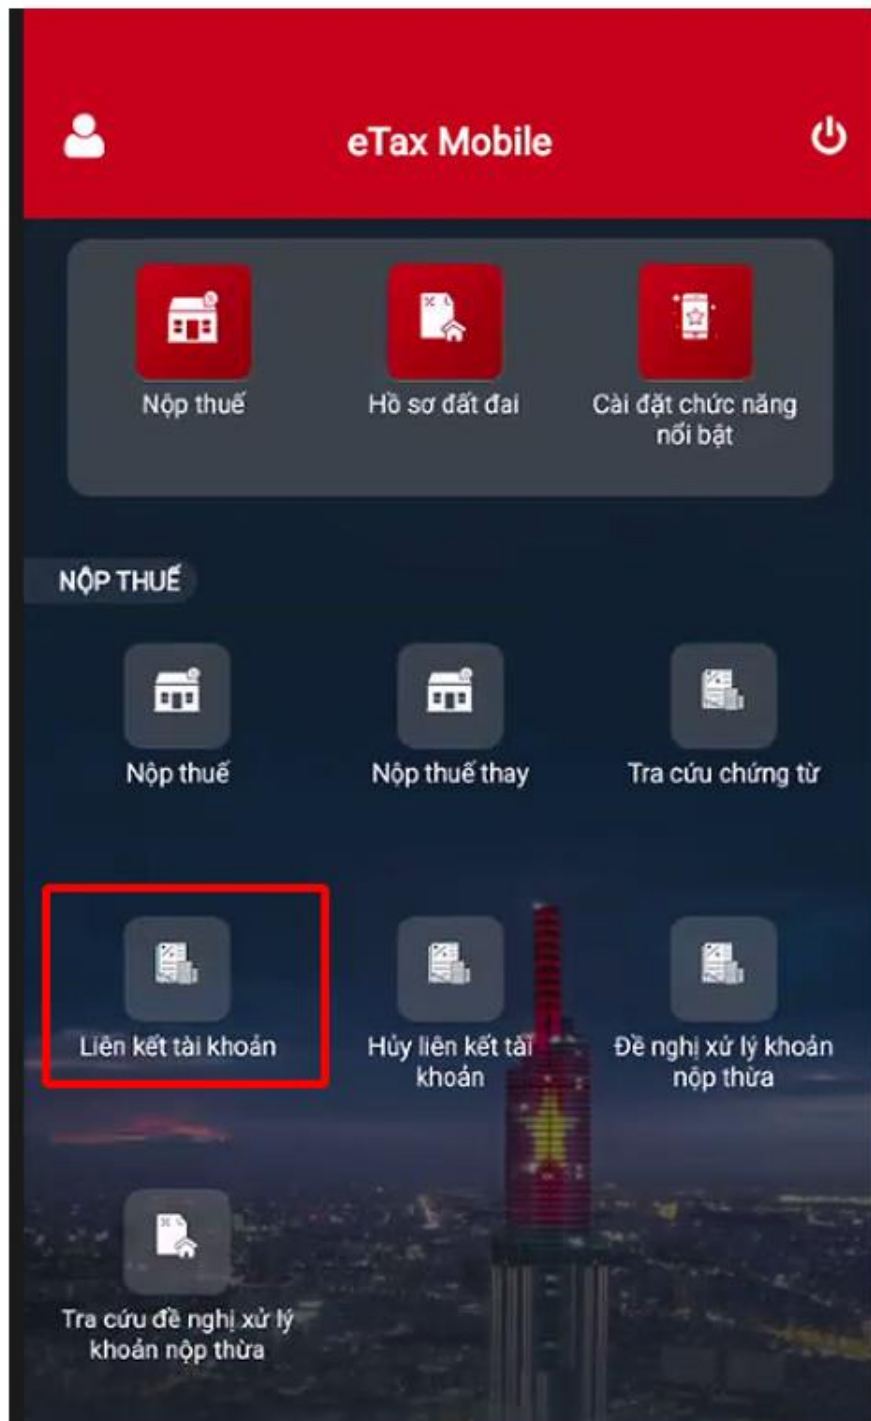 eTax Mobile
Nộp thuế
Hồ sơ đất đai
Cài đặt chức năng
nổi bật
NỘP THUẾ
Nộp thuế
Nộp thuế thay
Tra cứu chứng từ
Liên kết tài khoản
Hủy liên kết tài
khoản
Đề nghị xử lý khoản
nộp thừa
Tra cứu đề nghị xử lý
khoản nộp thừa